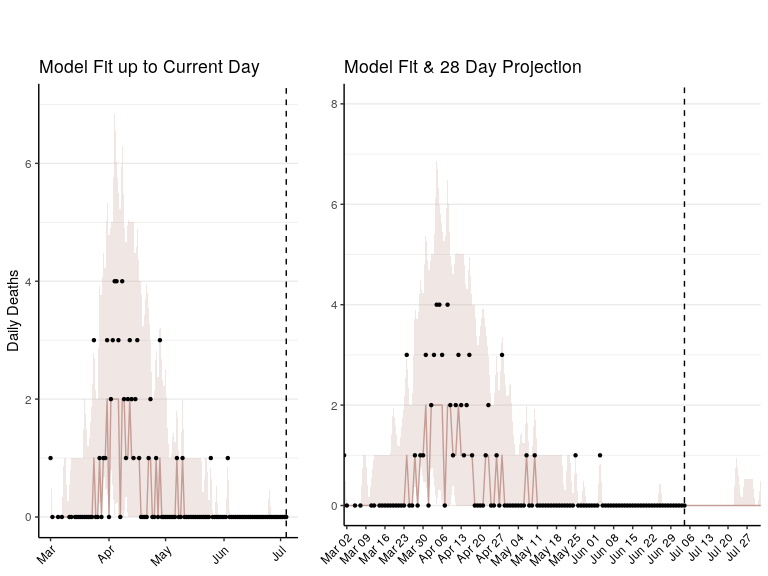 Model Fit up to Current Day
Daily Deaths
6
4
2
0
Mar
Apr
May
Jun
Jul
Model Fit & 28 Day Projection
8
6
4
2
0
Mar 02
Mar 09
Mar 16
Mar 23
Mar 30
Apr 06
Apr 13
Apr 20
Apr 27
May 04
May 11
May 18
May 25
Jun 01
Jun 08
Jun 15
Jun 22
Jun 29
Jul 06
Jul 13
Jul 20
Jul 27